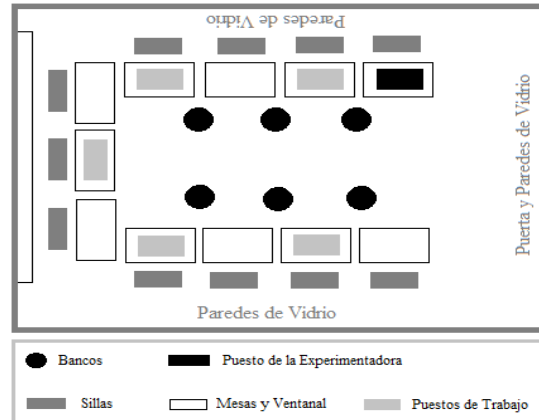 Paredes de Vidrio
Puerta y Paredes de Vidrio
Paredes de Vidrio
Bancos
Puesto de la Experimentadora
Sillas
Mesas y Ventanal
Puestos de Trabajo